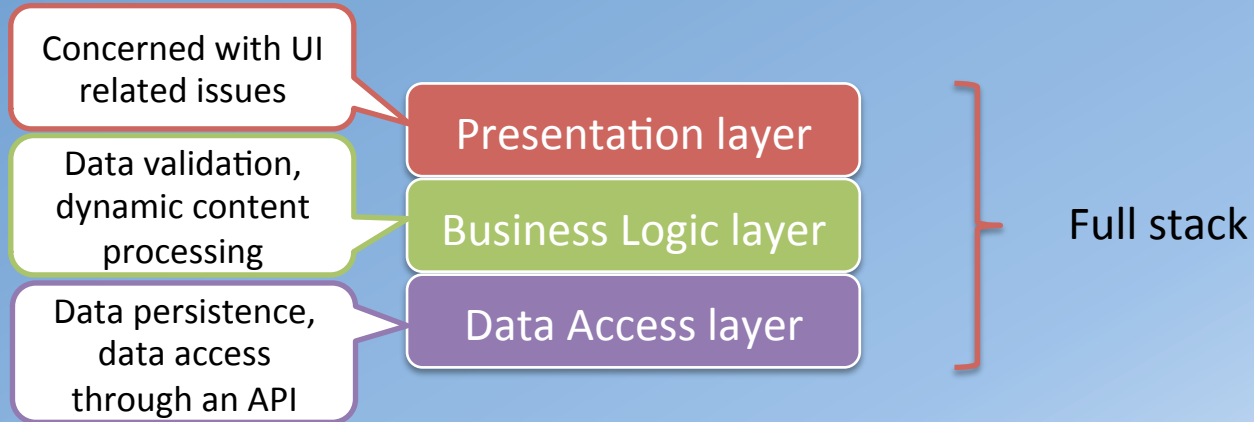 Concerned with UI
related issues
Presentation layer
Data validation,
dynamic content
processing
Business Logic layer
Full stack
Data persistence,
data access
through an API
Data Access layer